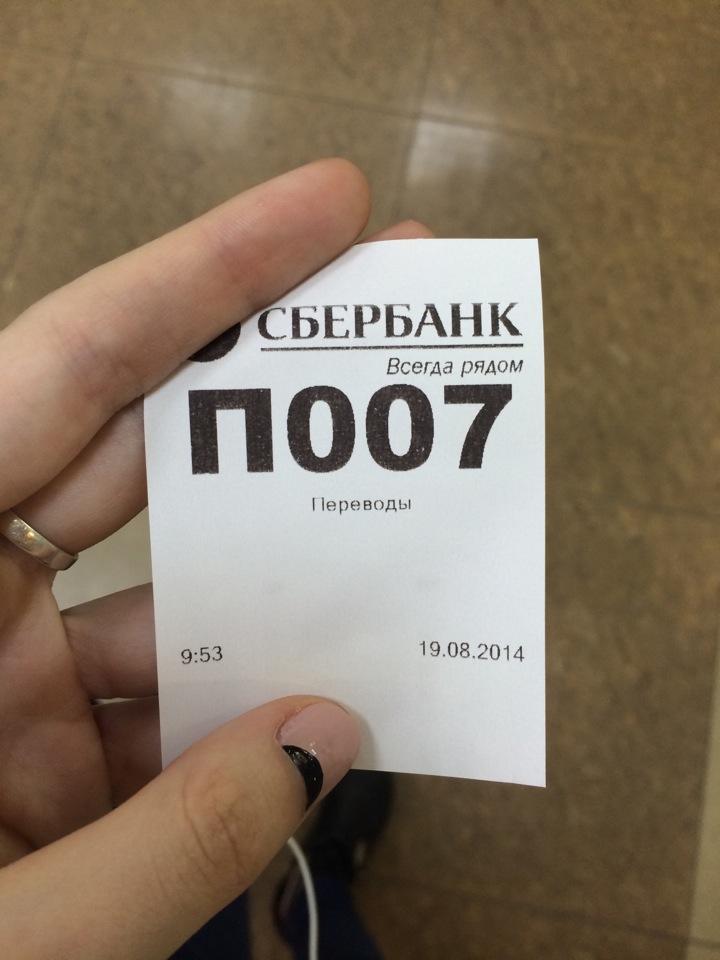 СБЕРБАНК
Всегда рядом
П007
Переводы
9:53 19.08.2014